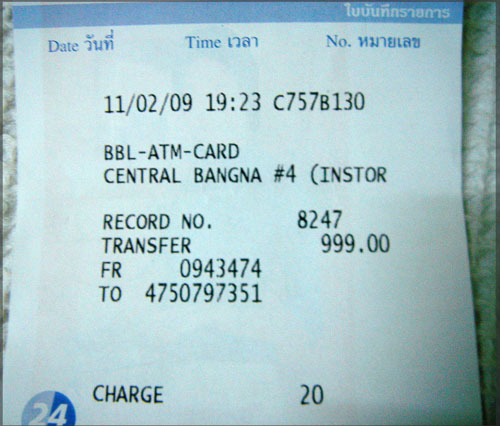 ใบบันทึกรายการ
Date วันที่ Time เวลา No. หมายเลข
11/02/09 19:23 C757B130
BBL-ATM-CARD
CENTRAL BANGNA #4 (INSTOR
RECORD NO. 8247
TRANSFER 999.00
FR 0943474
TO 4750797351
CHARGE 20
24